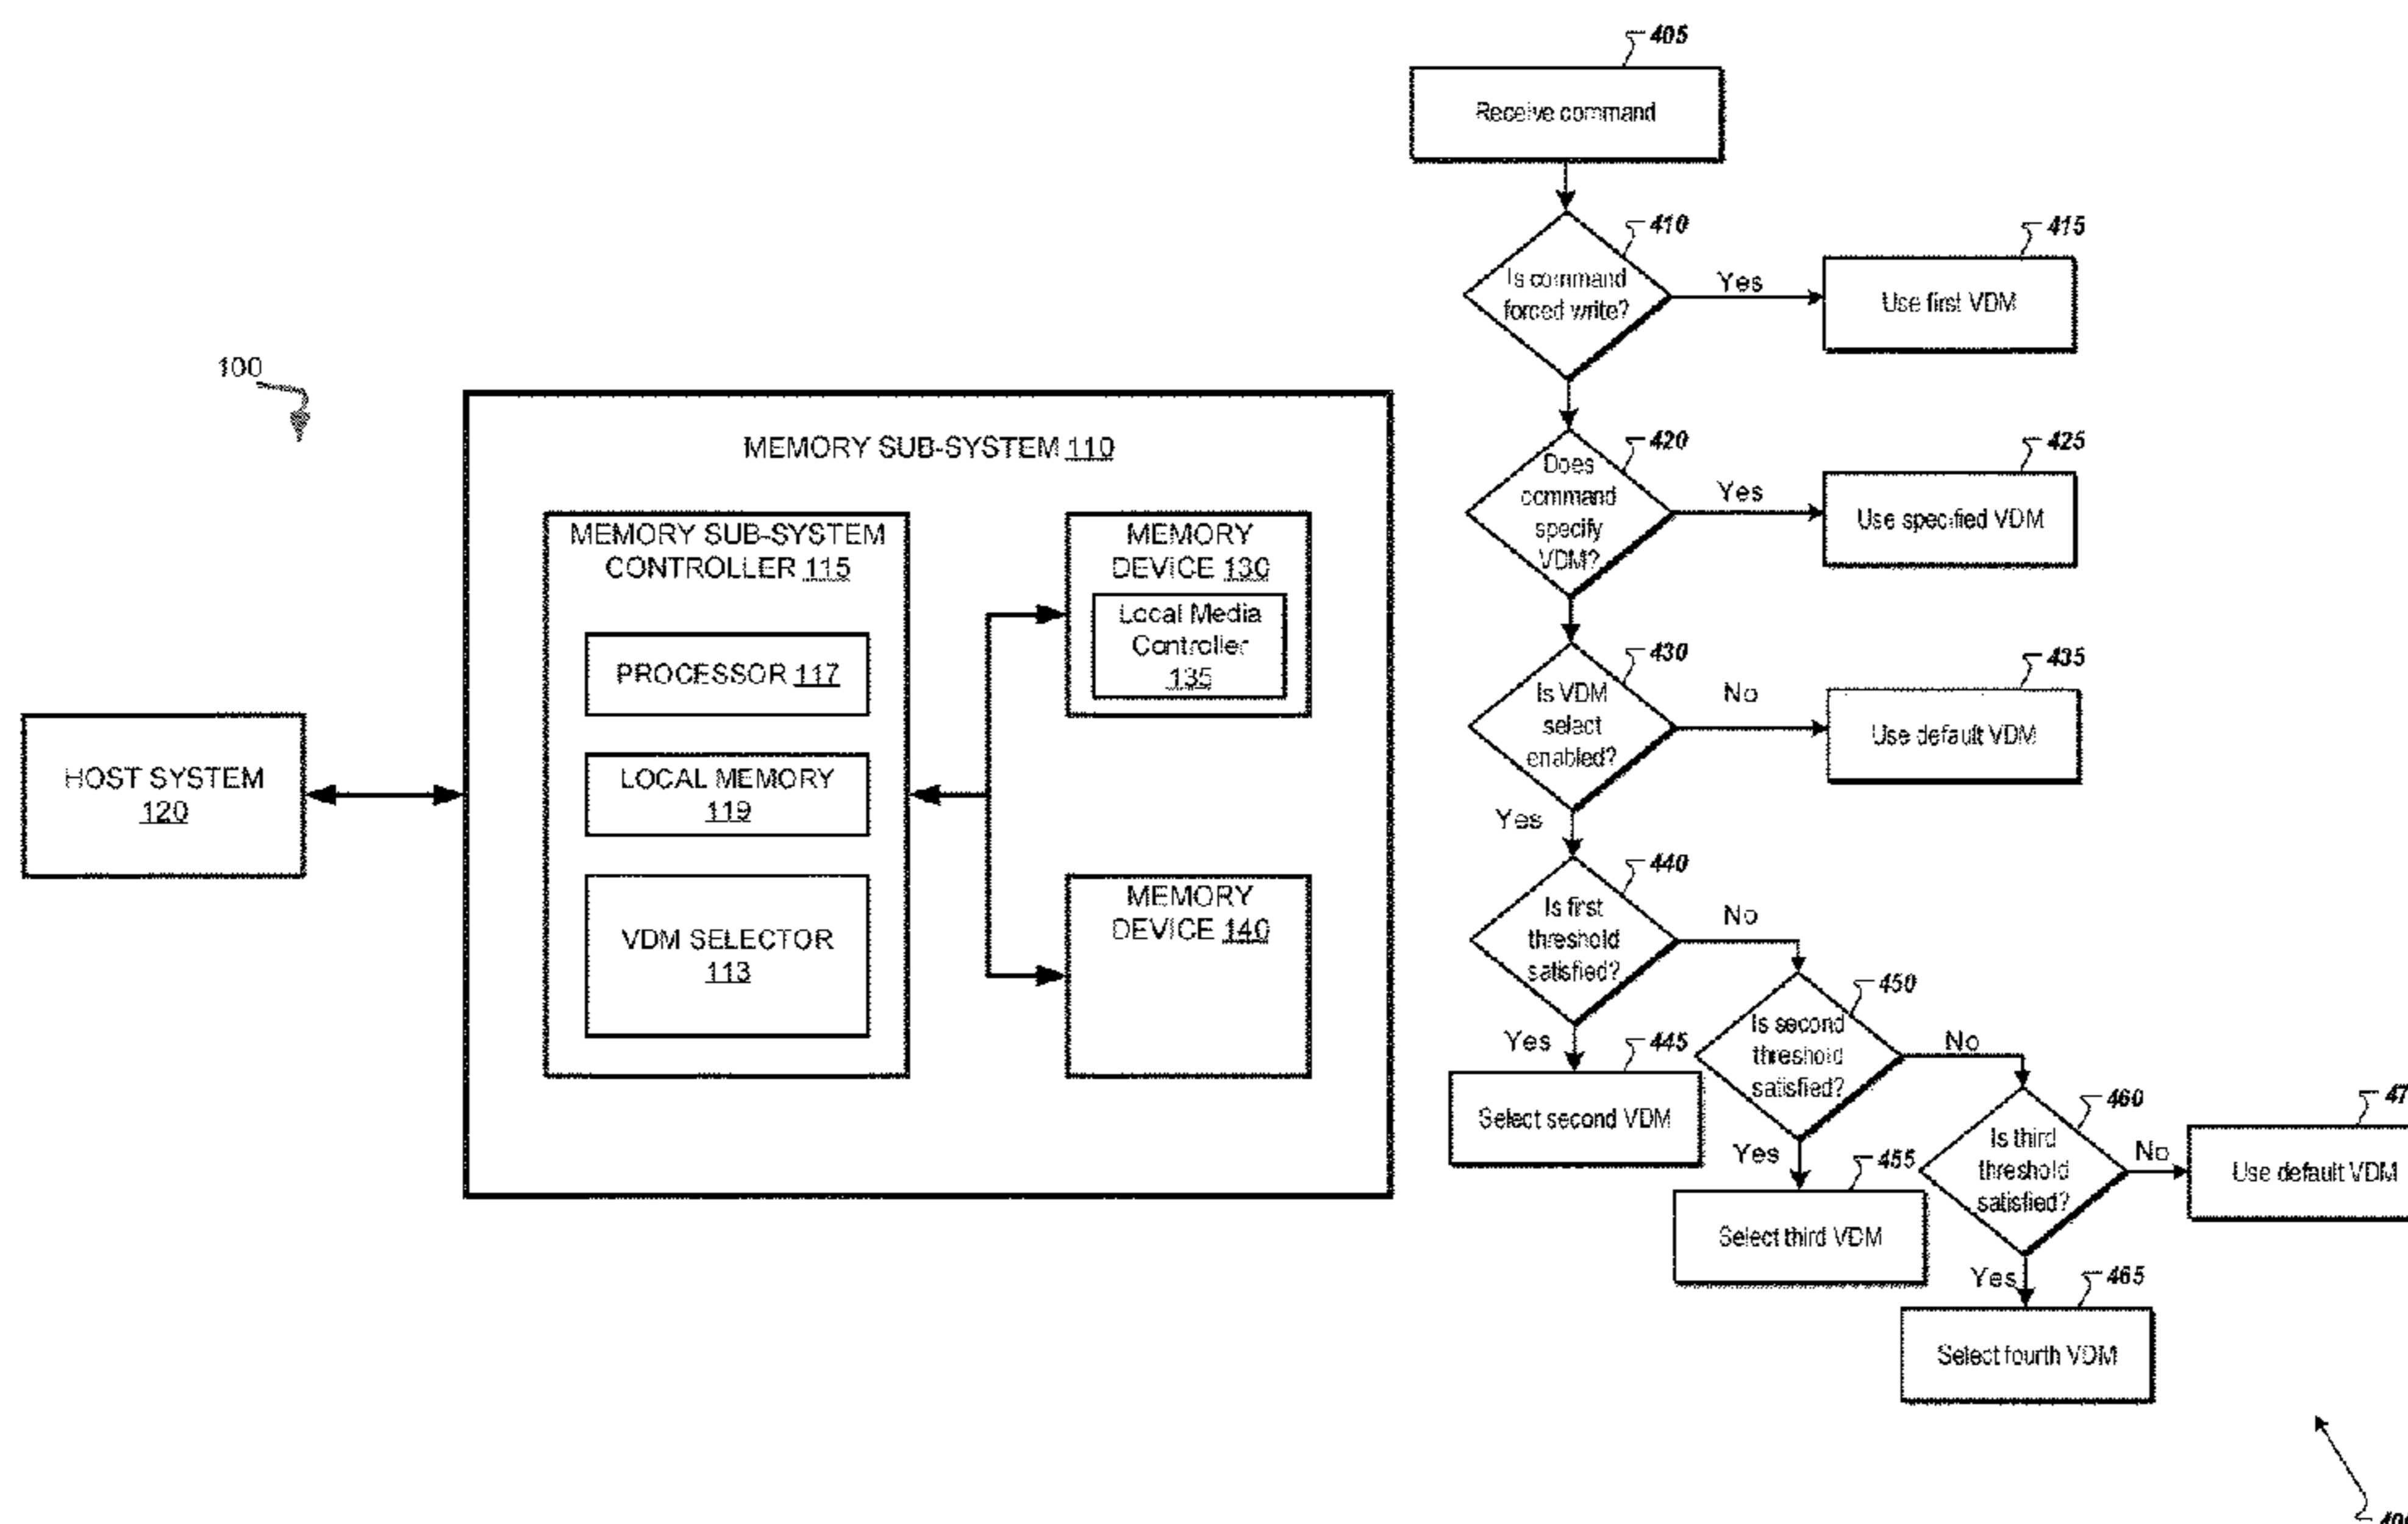 100
HOST SYSTEM
120
MEMORY SUB-SYSTEM 110
MEMORY SUB-SYSTEM
CONTROLLER 115
PROCESSOR 117
LOCAL MEMORY
119
VDM SELECTOR
113
MEMORY
DEVICE 130
Local Media
Controller
135
MEMORY
DEVICE 140
405
Receive command
410
Is command
forced write?
Yes
415
Use first VDM
420
Does
command
specify
VDM?
Yes
425
Use specified VDM
430
Is VDM
select
enabled?
No
435
Use default VDM
Yes
440
Is first
threshold
satisfied?
No
Yes
445
Select second VDM
450
Is second
threshold
satisfied?
No
Yes
455
Select third VDM
460
Is third
threshold
satisfied?
No
47
Use default VDM
Yes
465
Select fourth VDM